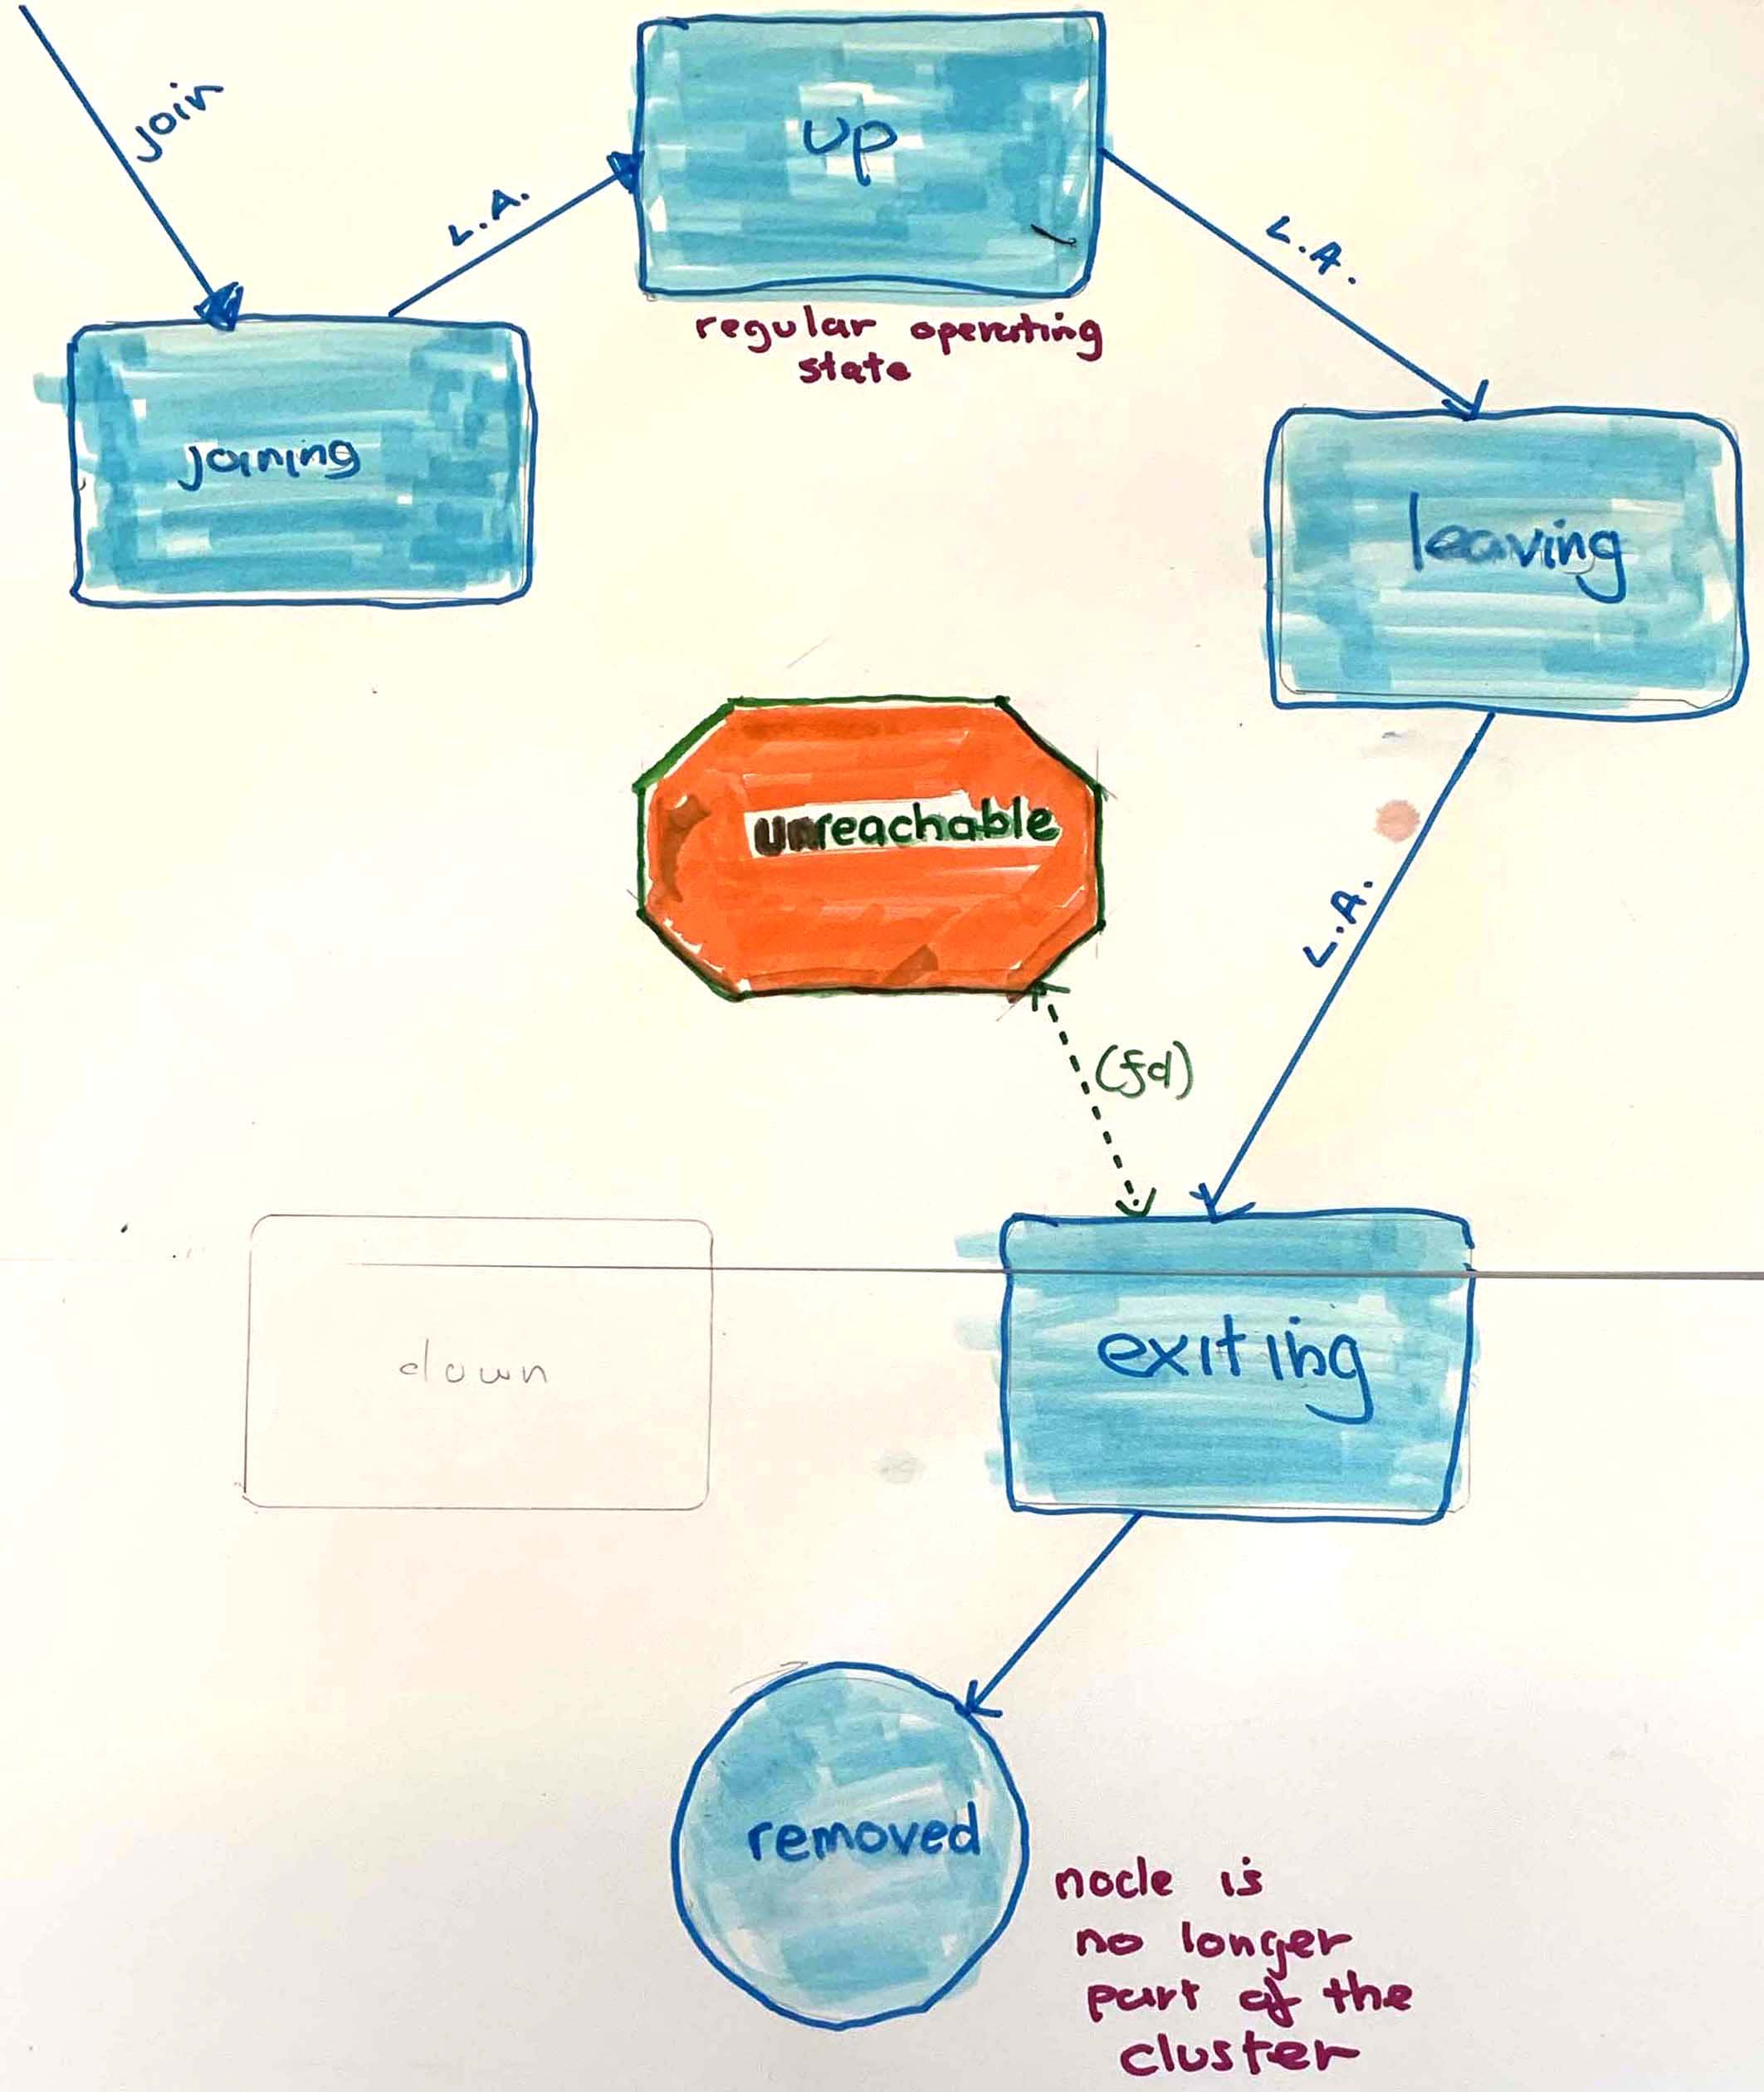 Join
L.A.
up
L.A.
regular operating
state
joining
leaving
unreachable
L.A.
(fd)
down
exiting
removed
node is
no longer
part of the
cluster